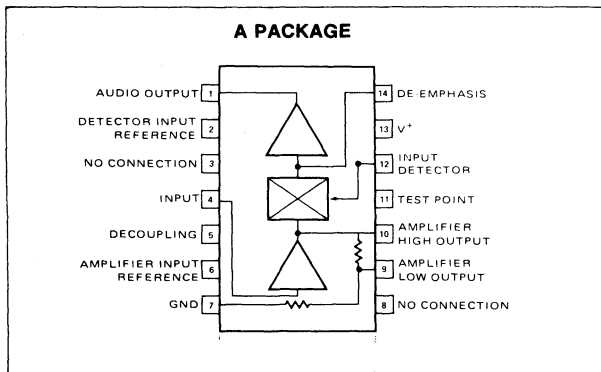 A PACKAGE
AUDIO OUTPUT 1
DETECTOR INPUT
REFERENCE 2
NO CONNECTION 3
INPUT 4
DECOUPLING 5
AMPLIFIER INPUT
REFERENCE 6
GND 7
14 DE-EMPHASIS
13 V+
12 INPUT
DETECTOR
11 TEST POINT
10 AMPLIFIER
HIGH OUTPUT
9 AMPLIFIER
LOW OUTPUT
8 NO CONNECTION